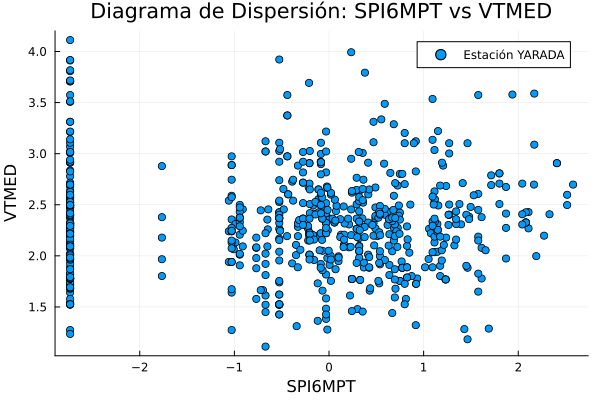 Diagrama de Dispersión: SPI6MPT vs VTMED
Estación YARADA
VTMED
4.0
3.5
3.0
2.5
2.0
1.5
−2
−1
0
1
2
SPI6MPT